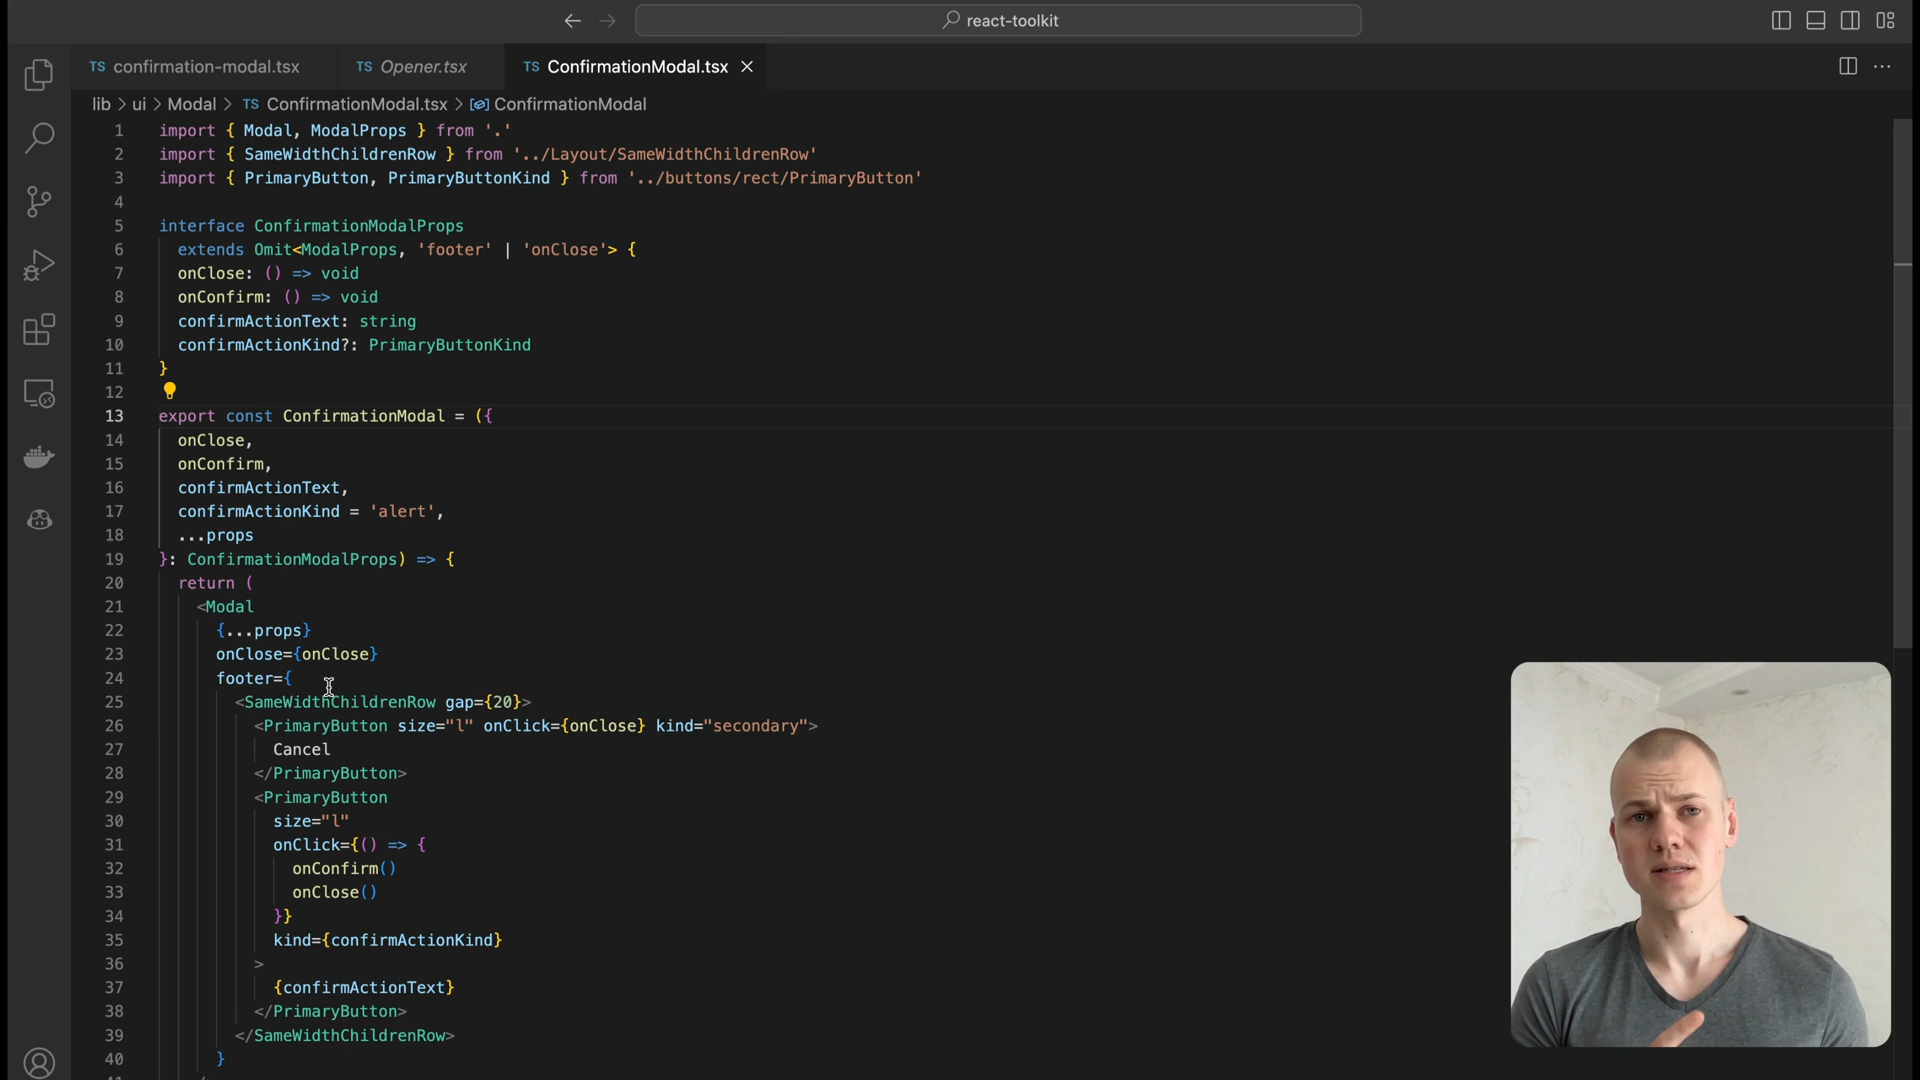 react-toolkit
TS confirmation-modal.tsx
TS Opener.tsx
TS ConfirmationModal.tsx
lib > ui > Modal > TS ConfirmationModal.tsx > ConfirmationModal
1 import { Modal, ModalProps } from '.'
2 import { SameWidthChildrenRow } from '../Layout/SameWidthChildrenRow'
3 import { PrimaryButton, PrimaryButtonKind } from '../buttons/rect/PrimaryButton'
4
5 interface ConfirmationModalProps
6 extends Omit<ModalProps, 'footer' | 'onClose'> {
7 onClose: () => void
8 onConfirm: () => void
9 confirmActionText: string
10 confirmActionKind?: PrimaryButtonKind
11 }
12
13 export const ConfirmationModal = ({
14 onClose,
15 onConfirm,
16 confirmActionText,
17 confirmActionKind = 'alert',
18 ...props
19 }: ConfirmationModalProps) => {
20 return (
21 <Modal
22 {...props}
23 onClose={onClose}
24 footer={
25 <SameWidthChildrenRow gap={20}>
26 <PrimaryButton size="l" onClick={onClose} kind="secondary">
27 Cancel
28 </PrimaryButton>
29 <PrimaryButton
30 size="l"
31 onClick={() => {
32 onConfirm()
33 onClose()
34 }}
35 kind={confirmActionKind}
36 >
37 {confirmActionText}
38 </PrimaryButton>
39 </SameWidthChildrenRow>
40 }